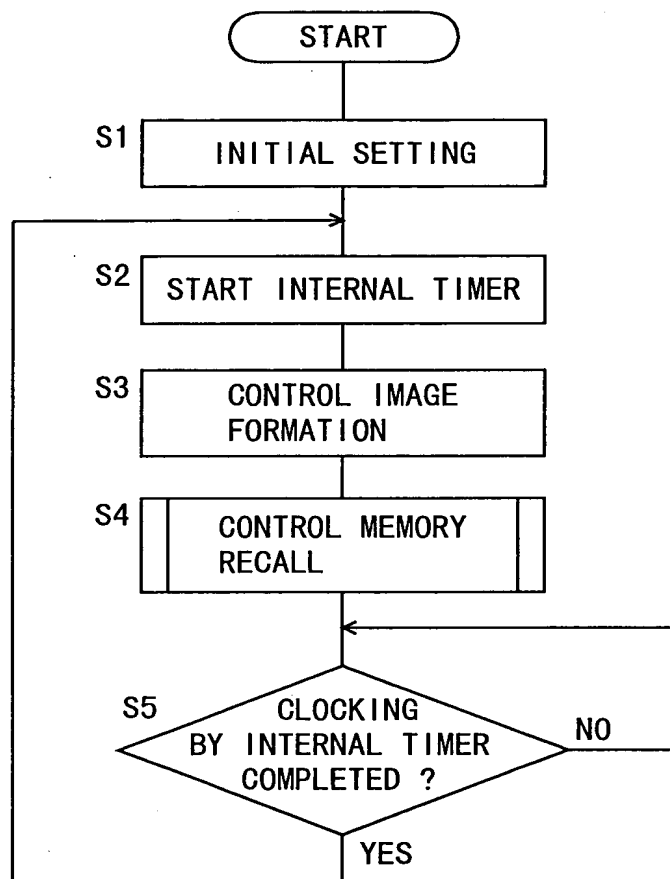 START
S1
INITIAL SETTING
S2
START INTERNAL TIMER
S3
CONTROL IMAGE
FORMATION
S4
CONTROL MEMORY
RECALL
S5
CLOCKING
BY INTERNAL TIMER
COMPLETED ?
NO
YES